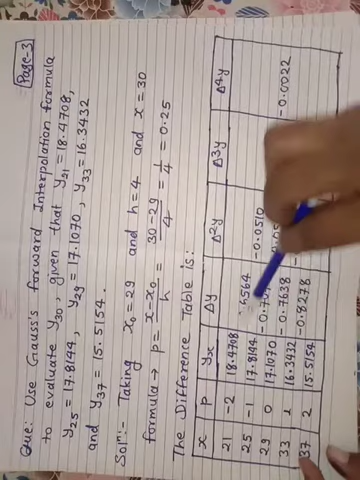 Page-3
Que: Use Gauss's forward Interpolation formula
to evaluate y30, given that y21 = 18.4708,
y25 = 17.8144, y29 = 17.1070, y33 = 16.3432
and y37 = 15.5154.
Solⁿ:- Taking x0 = 29 and h = 4 and x = 30
formula → p = x-x0/h = 30-29/4 = 1/4 = 0.25
The Difference Table is:
x P yx Δy Δ2y Δ3y Δ4y
21 -2 18.4708
25 -1 17.8144 -0.0510
29 0 17.1070 -0.0022
33 1 16.3432 -0.7638
37 2 15.5154 -0.8278